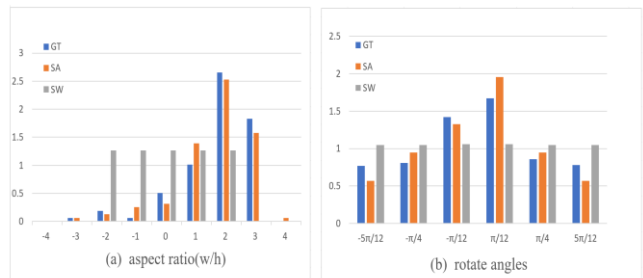 GT
SA
SW
3
2.5
2
1.5
1
0.5
0
-4 -3 -2 -1 0 1 2 3 4
(a) aspect ratio(w/h)
2.5
GT
2
SA
SW
1.5
1
0.5
0
-5π/12 -π/4 -π/12 π/12 π/4 5π/12
(b) rotate angles